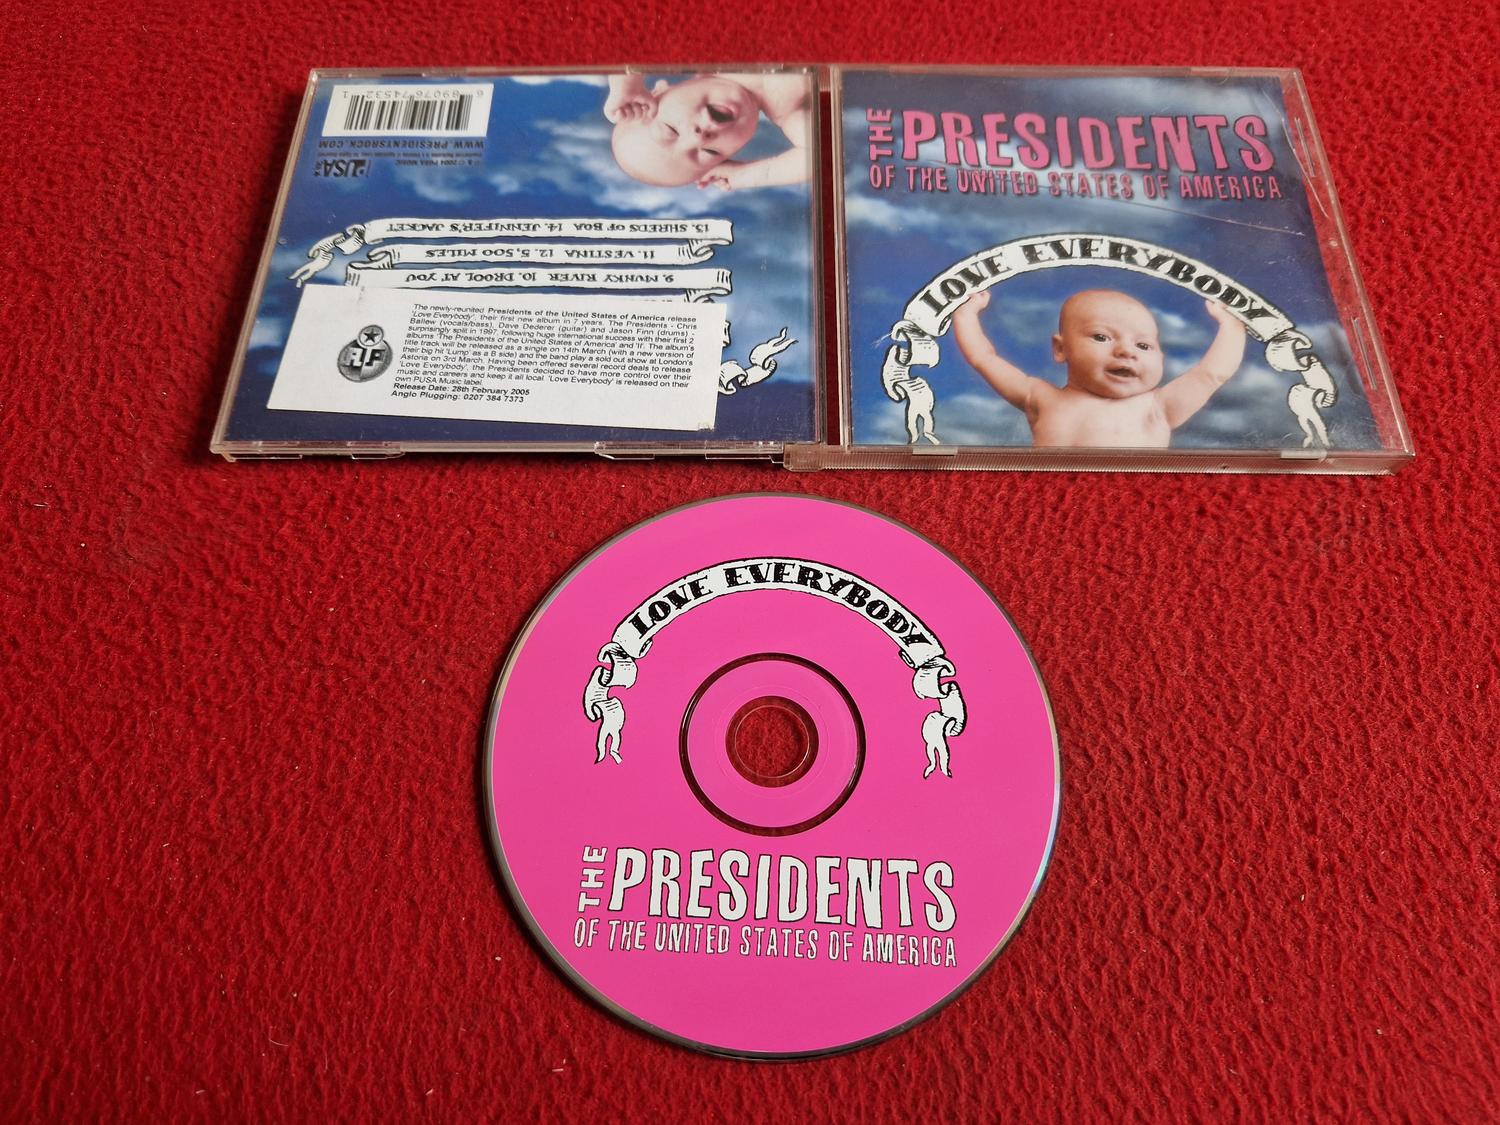 6 89076 74532 1
WWW.PRESIDENTSROCK.COM
PUSA
℗ & © 2004 PUSA MUSIC
13. SHREDS OF BOA 14. JENNIFER'S JACKET
11. VESTINA 12. 5,500 MILES
9. MUNKY RIVER 10. DROOL AT YOU
RLF
The newly-reunited Presidents of the United States of America release
'Love Everybody', their first new album in 7 years. The Presidents - Chris
Ballew (vocals/bass), Dave Dederer (guitar) and Jason Finn (drums) -
surprisingly split in 1997, following huge international success with their first 2
albums 'The Presidents of the United States of America' and 'II'. The album's
title track will be released as a single on 14th March (with a new version of
their big hit 'Lump' as a B side) and the band play a sold out show at London's
Astoria on 3rd March. Having been offered several record deals to release
'Love Everybody', the Presidents decided to have more control over their
music and careers and keep it all local. 'Love Everybody' is released on their
own PUSA Music label.
Release Date: 28th February 2005
Anglo Plugging: 0207 384 7373
THE PRESIDENTS
OF THE UNITED STATES OF AMERICA
LOVE EVERYBODY
LOVE EVERYBODY
THE PRESIDENTS
OF THE UNITED STATES OF AMERICA